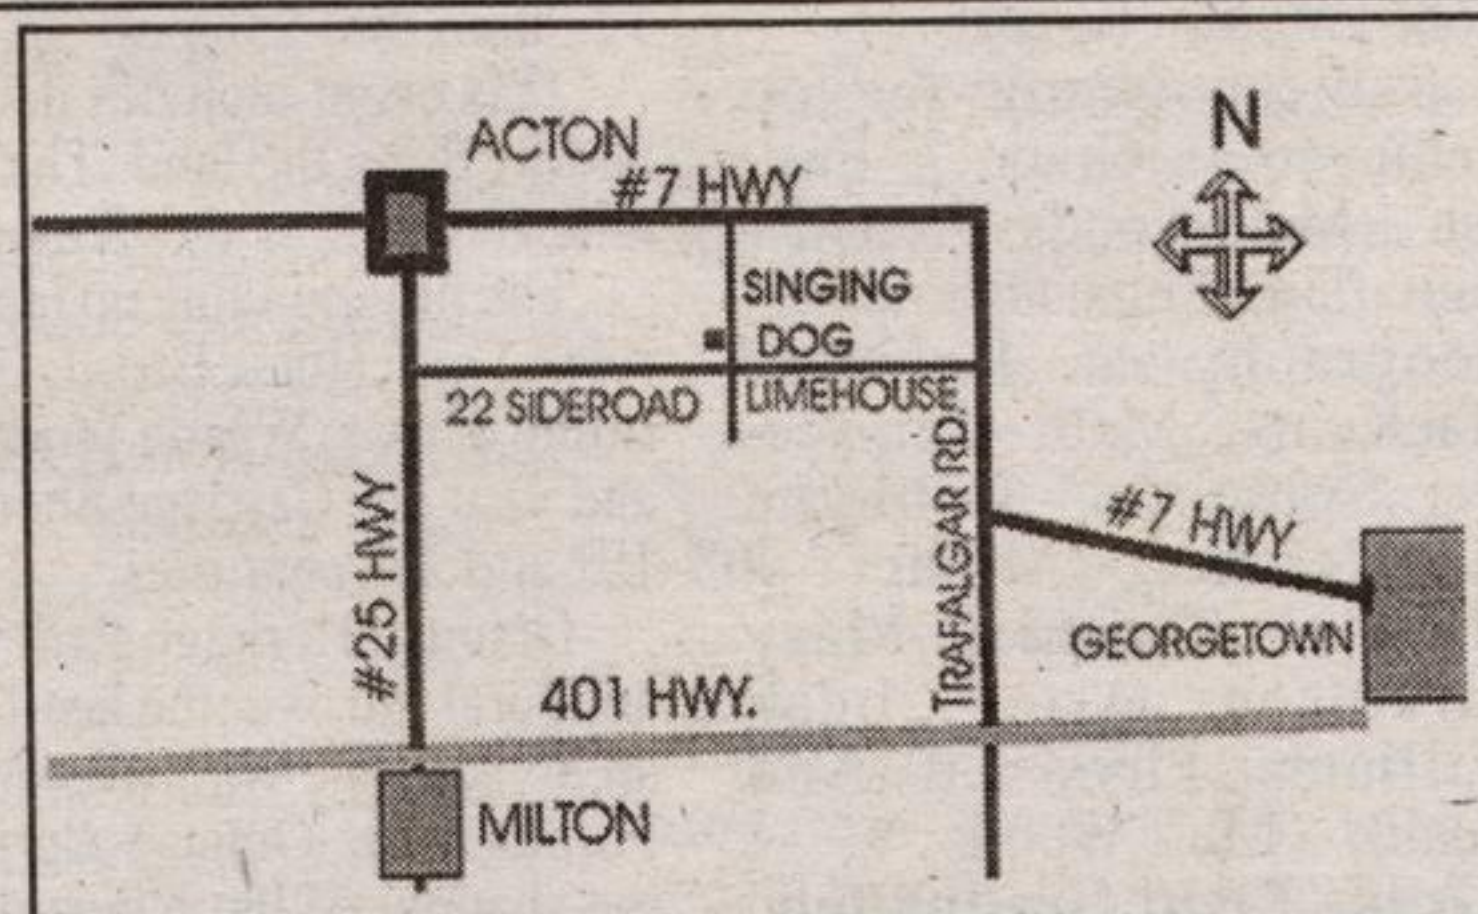 N
ACTON
#7 HWY
SINGING
DOG
22 SIDEROAD
LIMEHOUSE
TRAFALGAR RD.
#25 HWY
#7 HWY
GEORGETOWN
401 HWY.
MILTON